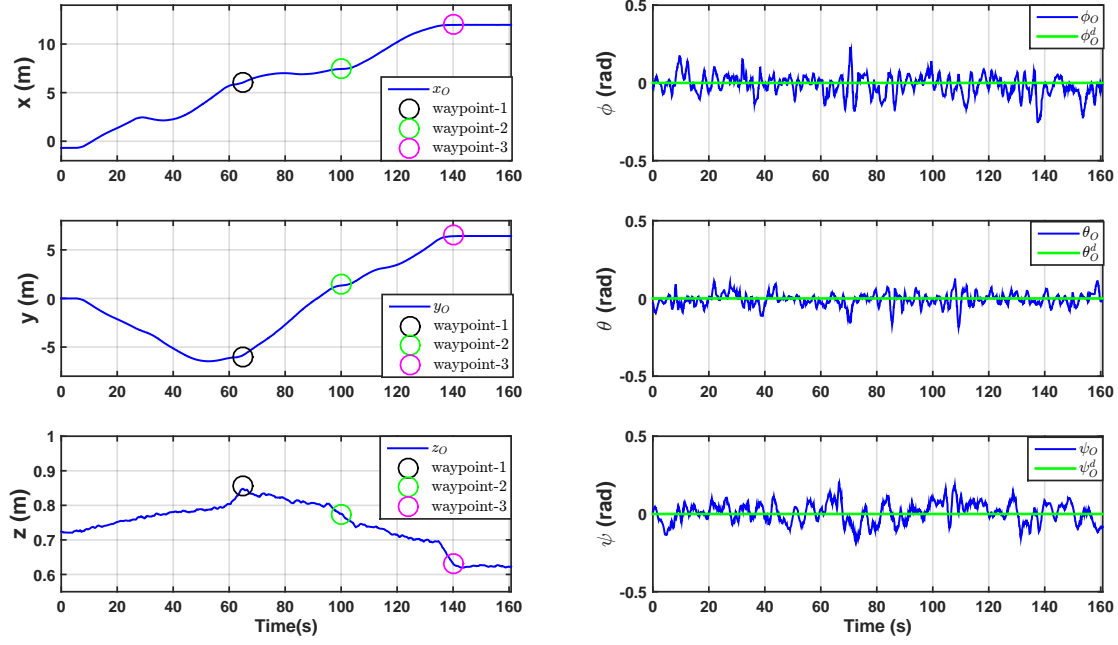 x (m)
10
5
0
x_O
waypoint-1
waypoint-2
waypoint-3
0 20 40 60 80 100 120 140 160
y (m)
5
0
-5
y_O
waypoint-1
waypoint-2
waypoint-3
0 20 40 60 80 100 120 140 160
z (m)
1
0.9
0.8
0.7
0.6
z_O
waypoint-1
waypoint-2
waypoint-3
0 20 40 60 80 100 120 140 160
Time(s)
ϕ (rad)
0.5
0
-0.5
ϕ_O
ϕ_O^d
0 20 40 60 80 100 120 140 160
θ (rad)
0.5
0
-0.5
θ_O
θ_O^d
0 20 40 60 80 100 120 140 160
ψ (rad)
0.5
0
-0.5
ψ_O
ψ_O^d
0 20 40 60 80 100 120 140 160
Time (s)